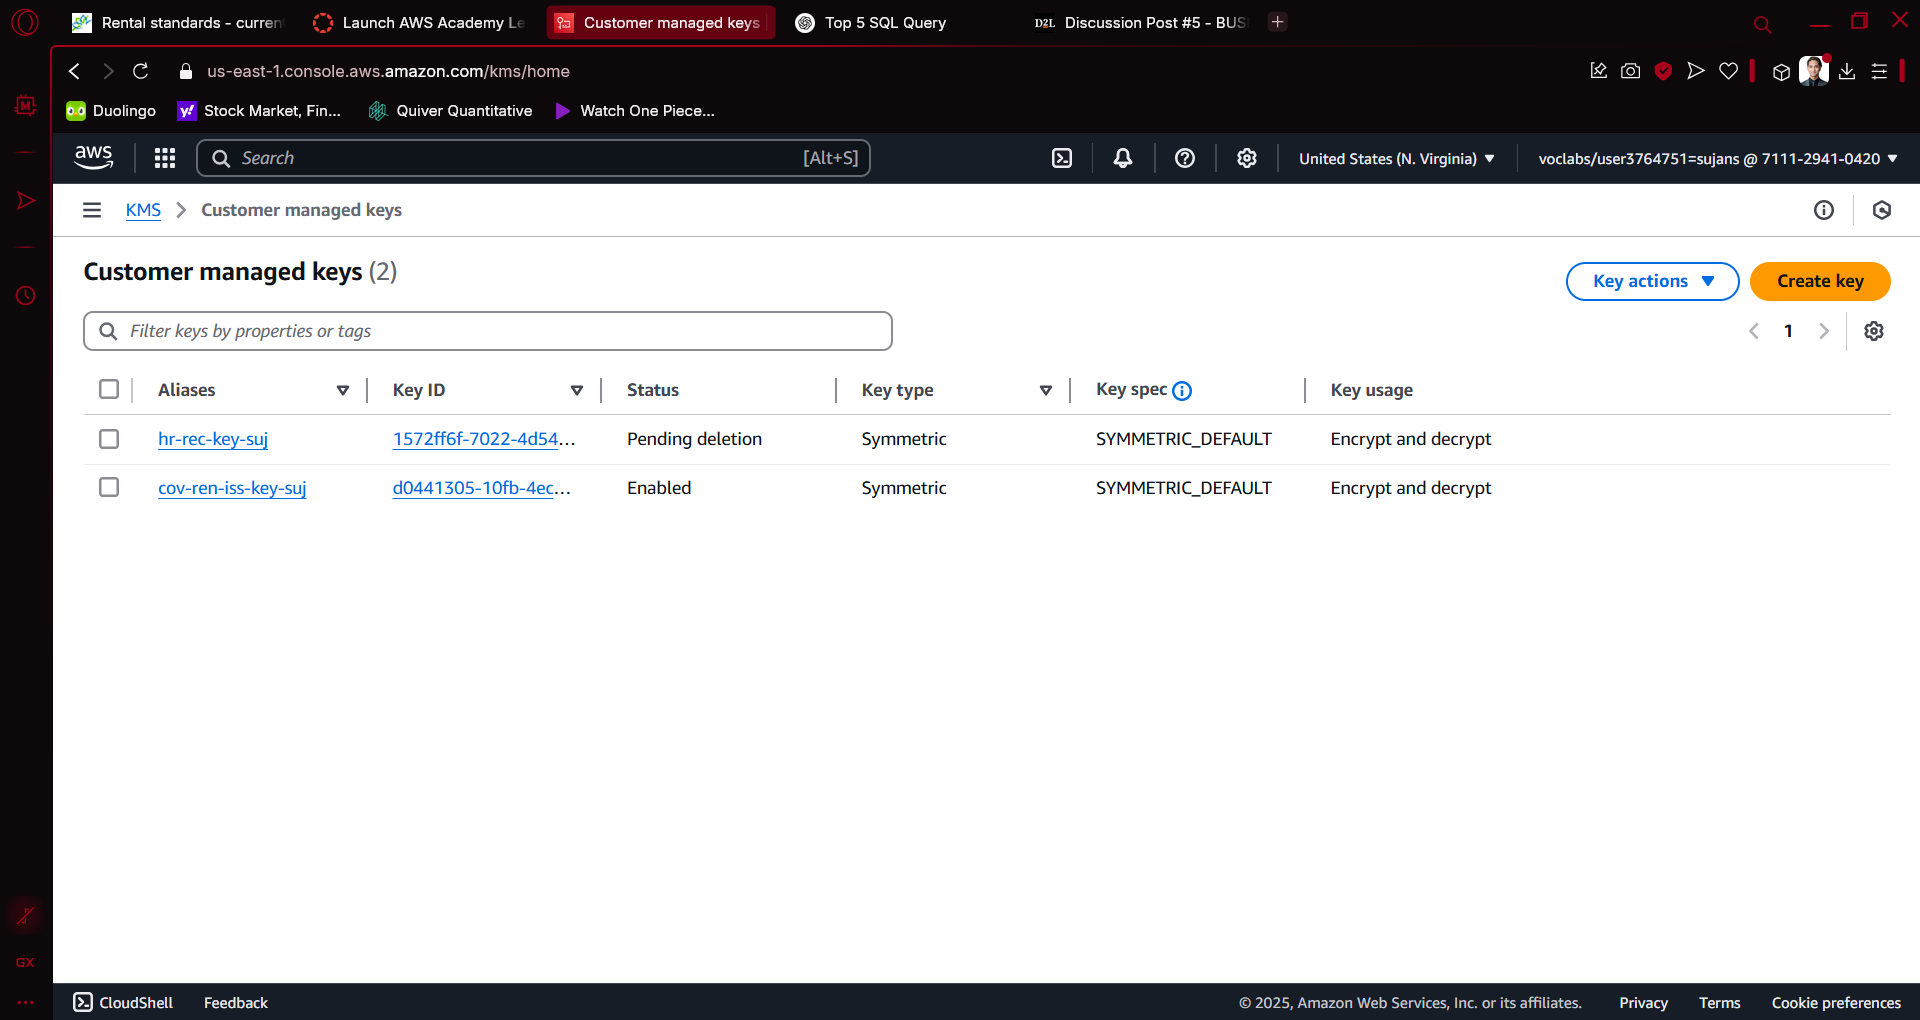 Rental standards - curren
Launch AWS Academy Le
Customer managed keys
Top 5 SQL Query
D2L Discussion Post #5 - BUS
us-east-1.console.aws.amazon.com/kms/home
Duolingo
Stock Market, Fin...
Quiver Quantitative
Watch One Piece...
aws Search [Alt+S] United States (N. Virginia) voclabs/user3764751=sujans @ 7111-2941-0420
KMS Customer managed keys
Customer managed keys (2)
Key actions Create key
Filter keys by properties or tags
1
Aliases Key ID Status Key type Key spec Key usage
hr-rec-key-suj 1572ff6f-7022-4d54... Pending deletion Symmetric SYMMETRIC_DEFAULT Encrypt and decrypt
cov-ren-iss-key-suj d0441305-10fb-4ec... Enabled Symmetric SYMMETRIC_DEFAULT Encrypt and decrypt
GX
CloudShell Feedback © 2025, Amazon Web Services, Inc. or its affiliates. Privacy Terms Cookie preferences